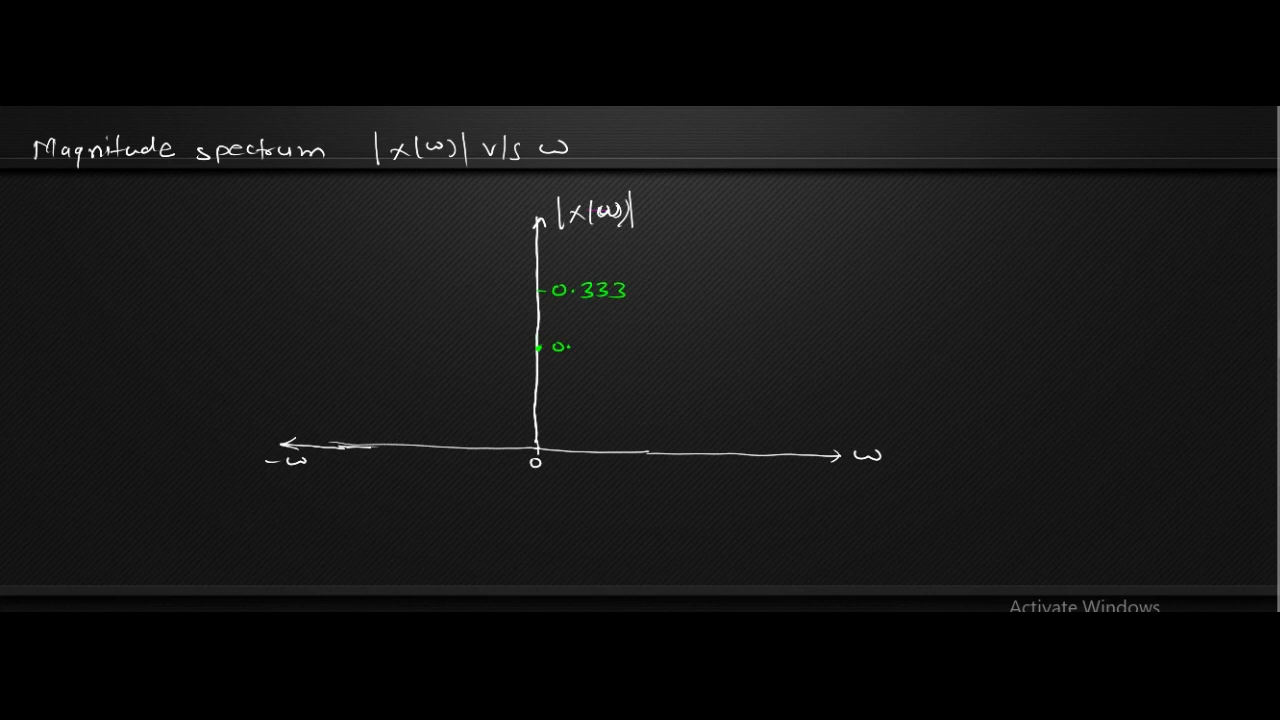 Magnitude spectrum |x(ω)| v/s ω
|x(ω)|
0.333
0.
-ω
0
ω
Activate Windows